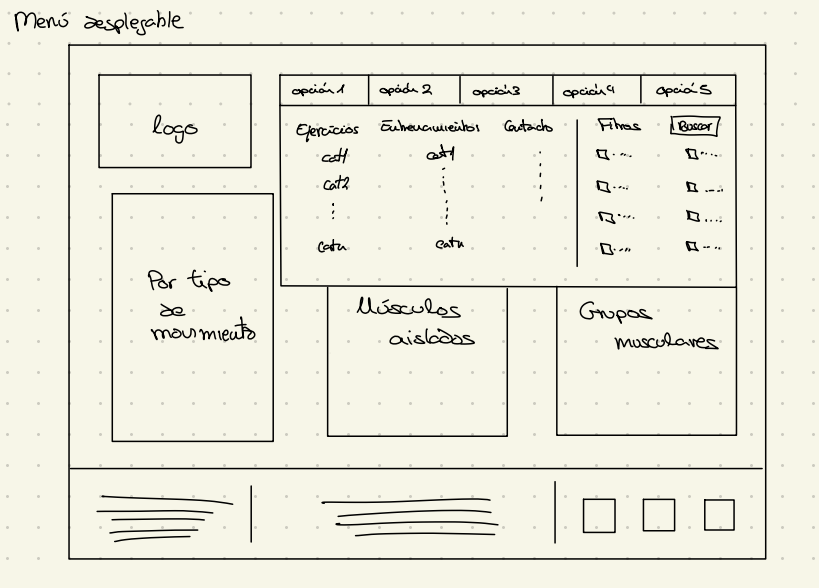 Menú desplegable
logo
opción 1 opción 2 opción 3 opción 4 opción 5
Ejercicios Entrenamientos Contacto Filtros Buscar
cat1 cat1
cat2
catn catn
Por tipo
de
movimiento
Músculos
aislados
Grupos
musculares